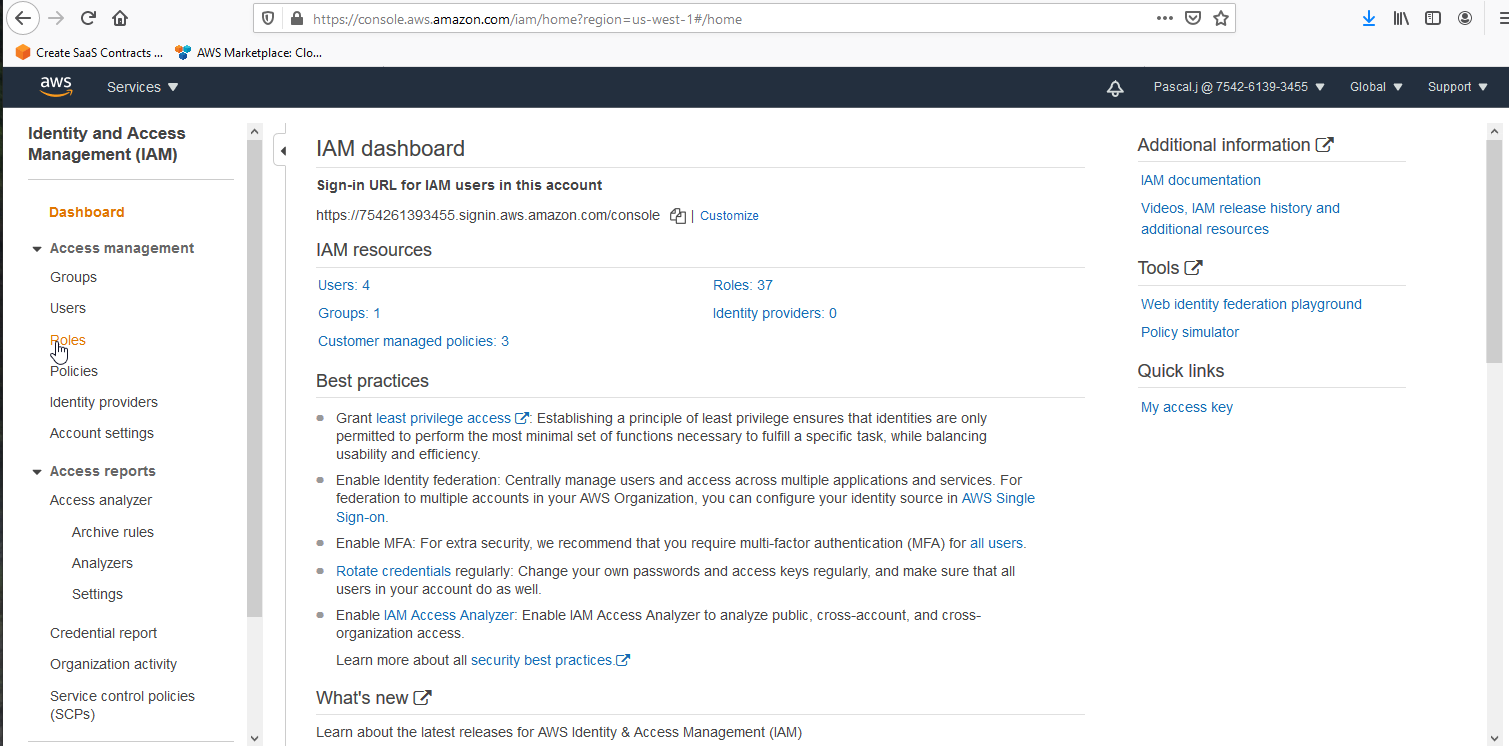 https://console.aws.amazon.com/iam/home?region=us-west-1#/home
Create SaaS Contracts ...
AWS Marketplace: Clo...
aws
Services
Pascal.j @ 7542-6139-3455
Global
Support
Identity and Access
Management (IAM)
Dashboard
Access management
Groups
Users
Roles
Policies
Identity providers
Account settings
Access reports
Access analyzer
Archive rules
Analyzers
Settings
Credential report
Organization activity
Service control policies
(SCPs)
IAM dashboard
Sign-in URL for IAM users in this account
https://754261393455.signin.aws.amazon.com/console | Customize
IAM resources
Users: 4
Roles: 37
Groups: 1
Identity providers: 0
Customer managed policies: 3
Best practices
Grant least privilege access : Establishing a principle of least privilege ensures that identities are only
permitted to perform the most minimal set of functions necessary to fulfill a specific task, while balancing
usability and efficiency.
Enable Identity federation: Centrally manage users and access across multiple applications and services. For
federation to multiple accounts in your AWS Organization, you can configure your identity source in AWS Single
Sign-on.
Enable MFA: For extra security, we recommend that you require multi-factor authentication (MFA) for all users.
Rotate credentials regularly: Change your own passwords and access keys regularly, and make sure that all
users in your account do as well.
Enable IAM Access Analyzer: Enable IAM Access Analyzer to analyze public, cross-account, and cross-
organization access.
Learn more about all security best practices.
What's new
Learn about the latest releases for AWS Identity & Access Management (IAM)
Additional information
IAM documentation
Videos, IAM release history and
additional resources
Tools
Web identity federation playground
Policy simulator
Quick links
My access key